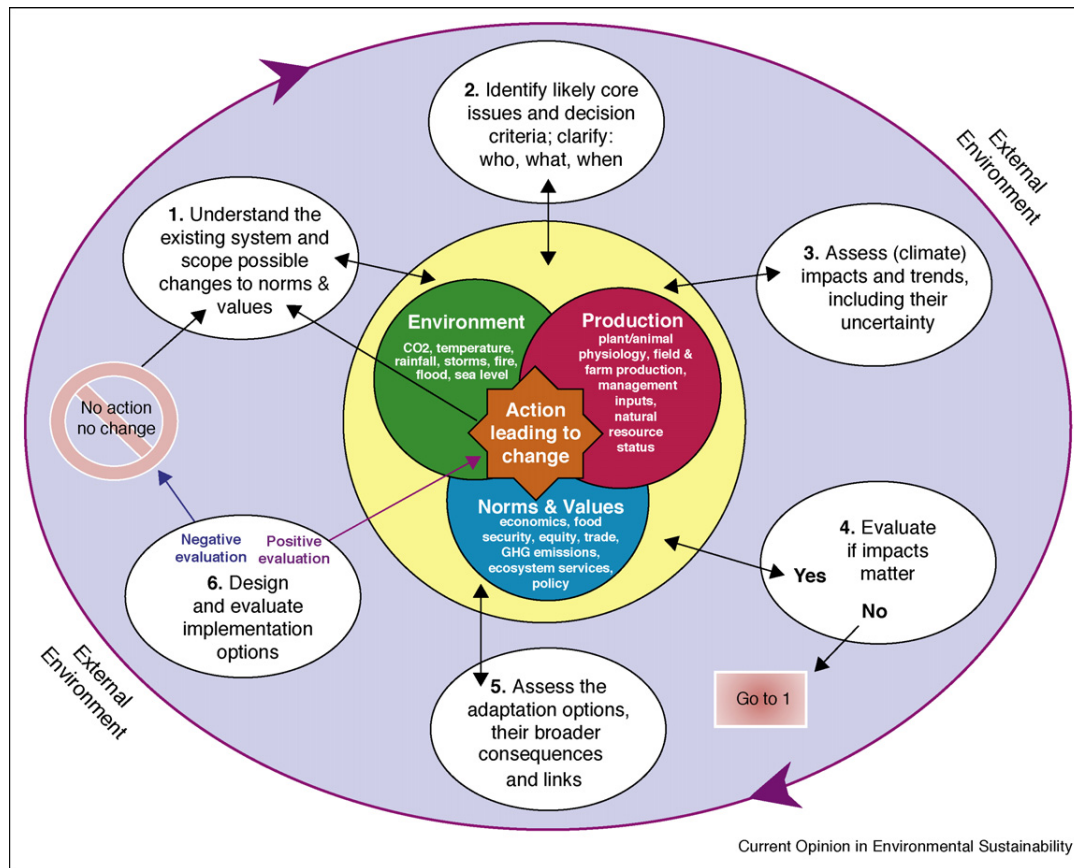 2. Identify likely core
issues and decision
criteria; clarify:
who, what, when
External
Environment
1. Understand the
existing system and
scope possible
changes to norms &
values
3. Assess (climate)
impacts and trends,
including their
uncertainty
Environment
CO2, temperature,
rainfall, storms, fire,
flood, sea level
Production
plant/animal
physiology, field &
farm production,
management
inputs,
natural
resource
status
No action
no change
Action
leading to
change
Norms & Values
economics, food
security, equity, trade,
GHG emissions,
ecosystem services,
policy
4. Evaluate
if impacts
matter
Yes
No
Go to 1
Negative
evaluation
Positive
evaluation
6. Design
and evaluate
implementation
options
External
Environment
5. Assess the
adaptation options,
their broader
consequences
and links
Current Opinion in Environmental Sustainability